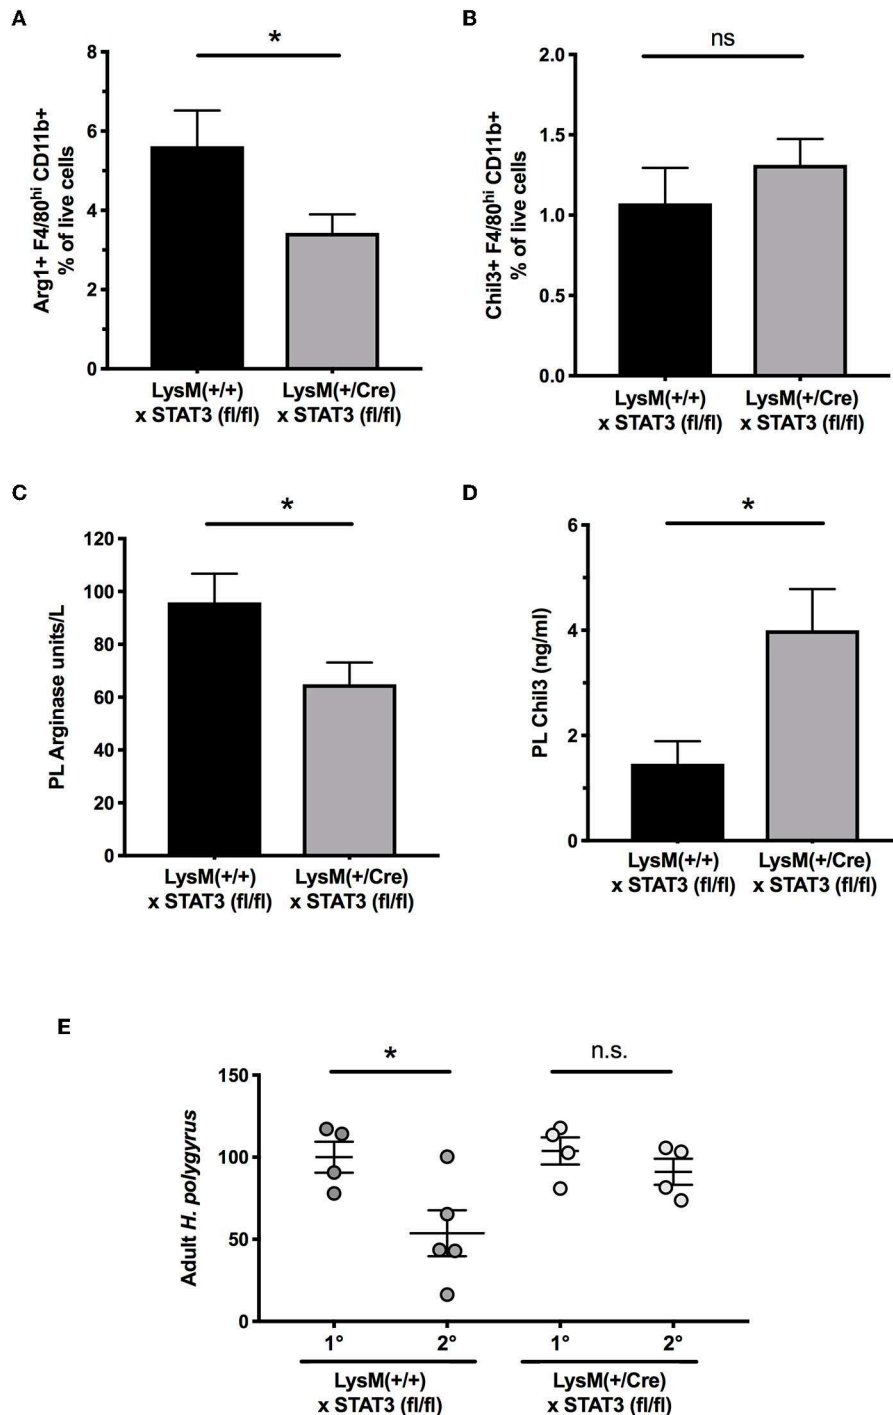 A
*
Arg1+ F4/80hi CD11b+
% of live cells
8
6
4
2
0
LysM(+/+)
x STAT3 (fl/fl)
LysM(+/Cre)
x STAT3 (fl/fl)
B
ns
Chil3+ F4/80hi CD11b+
% of live cells
2.0
1.5
1.0
0.5
0.0
LysM(+/+)
x STAT3 (fl/fl)
LysM(+/Cre)
x STAT3 (fl/fl)
C
*
PL Arginase units/L
120
100
80
60
40
20
0
LysM(+/+)
x STAT3 (fl/fl)
LysM(+/Cre)
x STAT3 (fl/fl)
D
*
PL Chil3 (ng/ml)
6
4
2
0
LysM(+/+)
x STAT3 (fl/fl)
LysM(+/Cre)
x STAT3 (fl/fl)
E
*
n.s.
Adult H. polygyrus
150
100
50
0
1° 2° 1° 2°
LysM(+/+)
x STAT3 (fl/fl)
LysM(+/Cre)
x STAT3 (fl/fl)